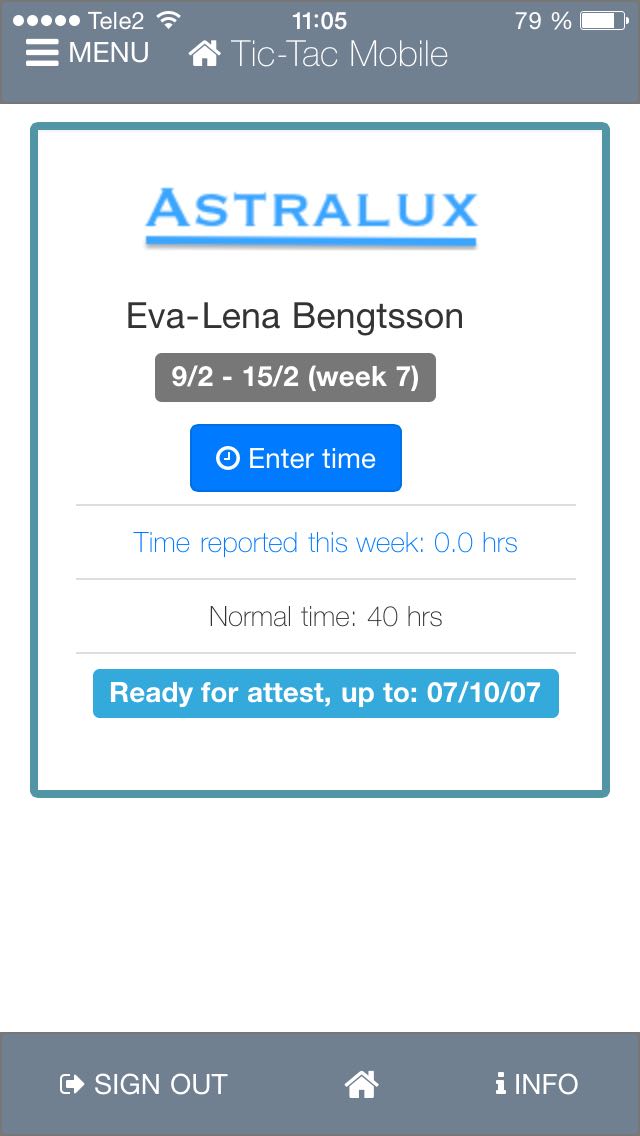 Tele2 11:05 79 %
MENU Tic-Tac Mobile
ASTRALUX
Eva-Lena Bengtsson
9/2 - 15/2 (week 7)
Enter time
Time reported this week: 0.0 hrs
Normal time: 40 hrs
Ready for attest, up to: 07/10/07
SIGN OUT INFO